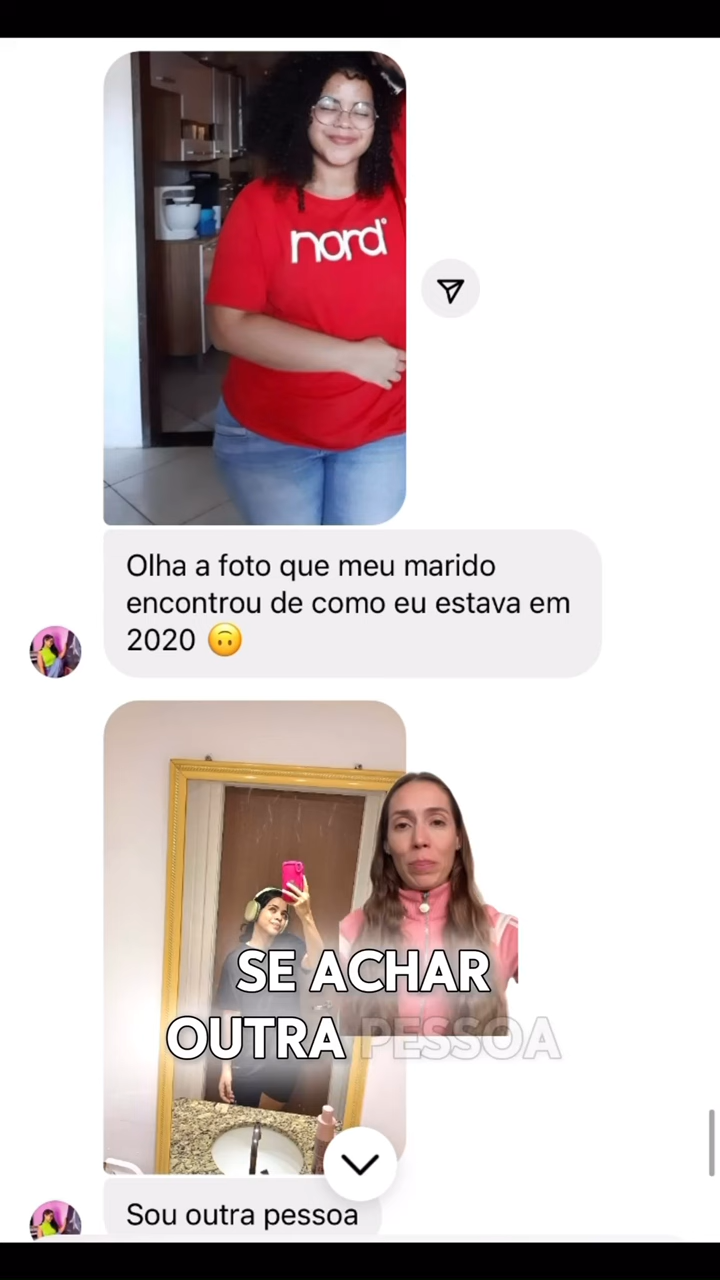 nord
Olha a foto que meu marido
encontrou de como eu estava em
2020 🙃
SE ACHAR
OUTRA PESSOA
Sou outra pessoa